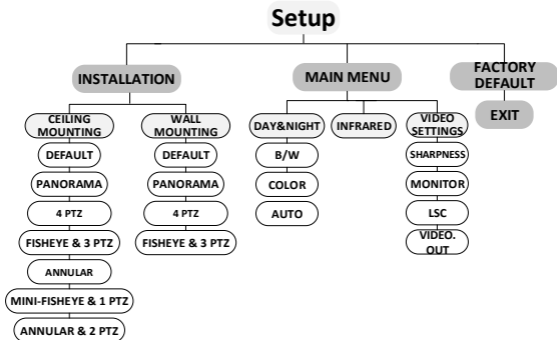 Setup
INSTALLATION
CEILING
MOUNTING
DEFAULT
PANORAMA
4 PTZ
FISHEYE & 3 PTZ
ANNULAR
MINI-FISHEYE & 1 PTZ
ANNULAR & 2 PTZ
WALL
MOUNTING
DEFAULT
PANORAMA
4 PTZ
FISHEYE & 3 PTZ
MAIN MENU
DAY&NIGHT
B/W
COLOR
AUTO
INFRARED
VIDEO
SETTINGS
SHARPNESS
MONITOR
LSC
VIDEO.
OUT
FACTORY
DEFAULT
EXIT